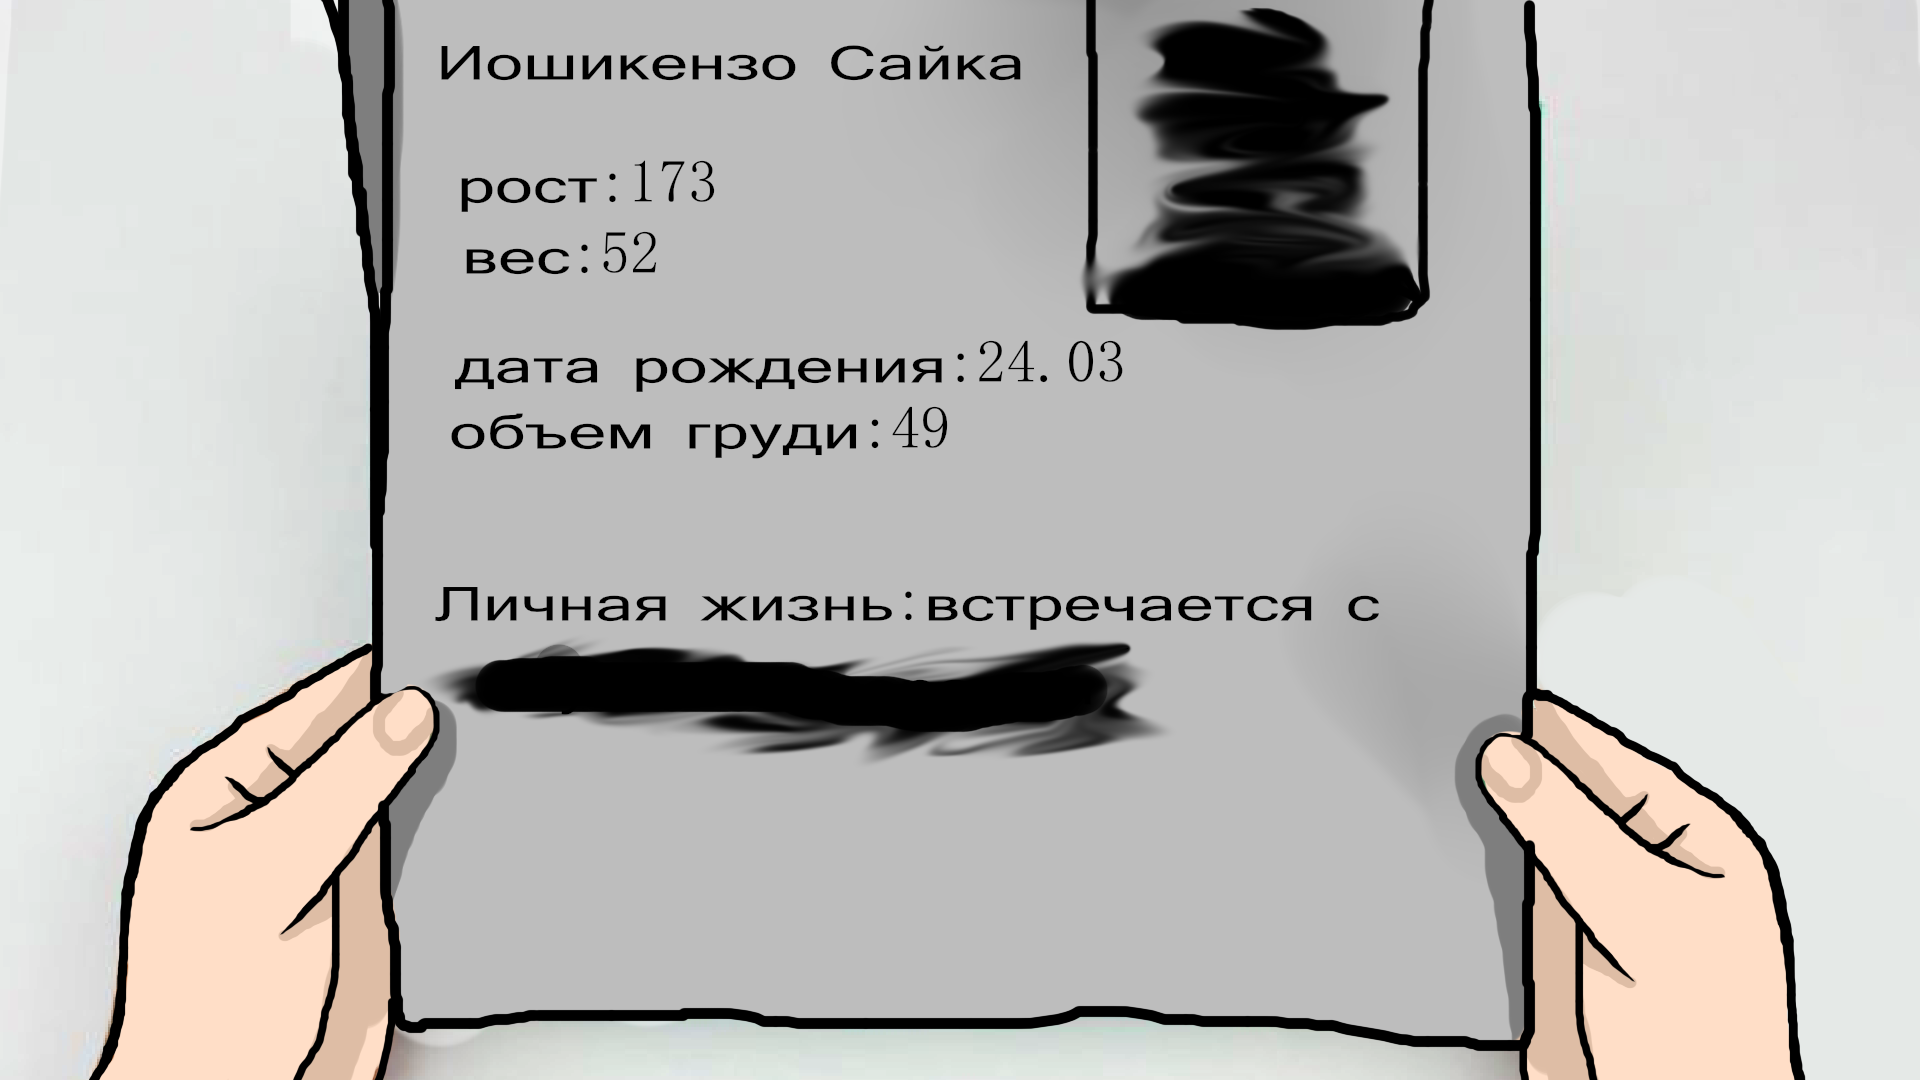 Иошикензо Сайка
рост:173
вес:52
дата рождения:24.03
объем груди:49
Личная жизнь:встречается с